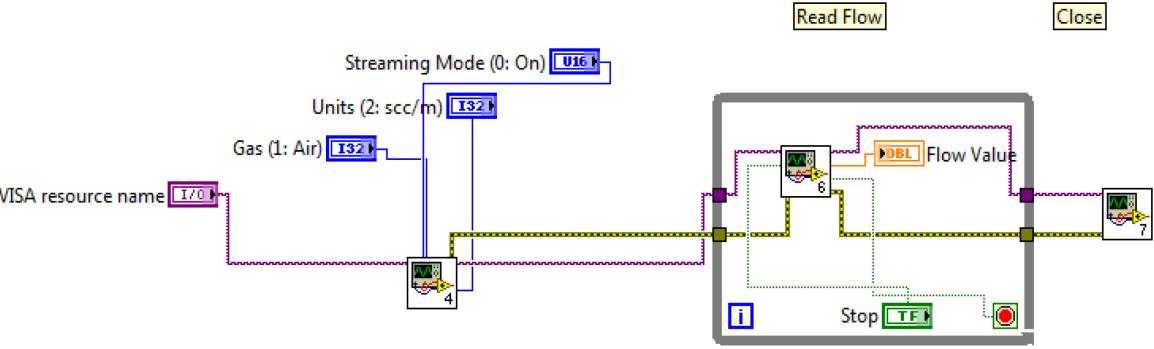 Read Flow
Close
Streaming Mode (0: On)
U16
Units (2: scc/m)
I32
Gas (1: Air)
I32
VISA resource name
I/O
DBL
Flow Value
6
7
4
i
Stop
TF